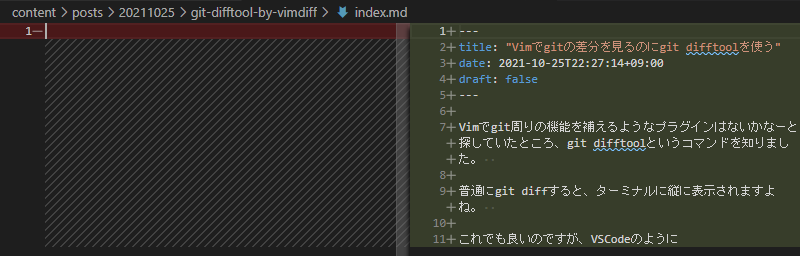 content > posts > 20211025 > git-difftool-by-vimdiff > index.md
1-
1+ ---
2+ title: "Vimでgitの差分を見るのにgit difftoolを使う"
3+ date: 2021-10-25T22:27:14+09:00
4+ draft: false
5+ ---
6+
7+ Vimでgit周りの機能を補えるようなプラグインはないかなーと
+ 探していたところ、git difftoolというコマンドを知りまし
+ た。
8+
9+ 普通にgit diffすると、ターミナルに縦に表示されますよ
+ ね。
10+
11+ これでも良いのですが、VSCodeのように